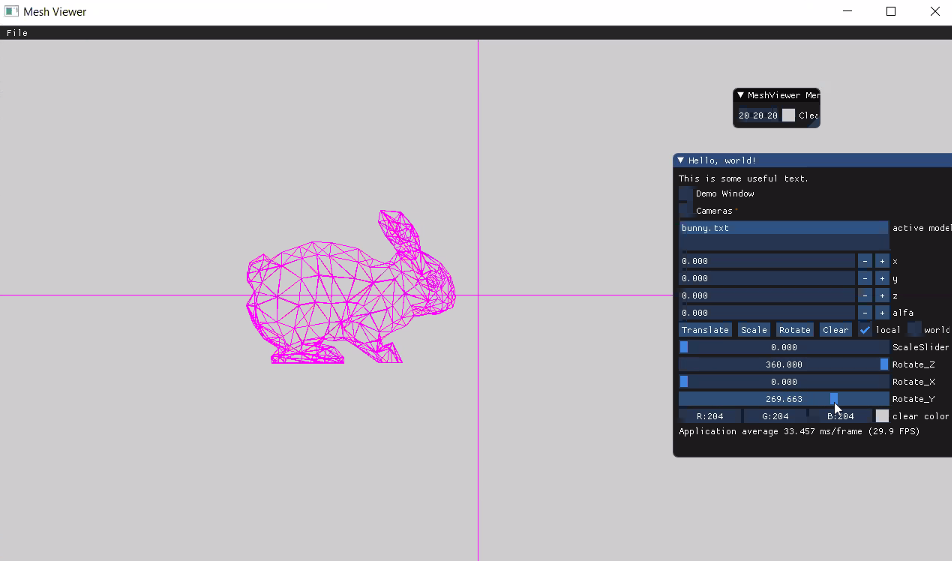 Mesh Viewer
File
MeshViewer Mer
20 20 20 Clea
Hello, world!
This is some useful text.
Demo Window
Cameras
bunny.txt active model
0.000 - + x
0.000 - + y
0.000 - + z
0.000 - + alfa
Translate Scale Rotate Clear local world
0.000 ScaleSlider
360.000 Rotate_Z
0.000 Rotate_X
269.663 Rotate_Y
R:204 G:204 B:204 clear color
Application average 33.457 ms/frame (29.9 FPS)